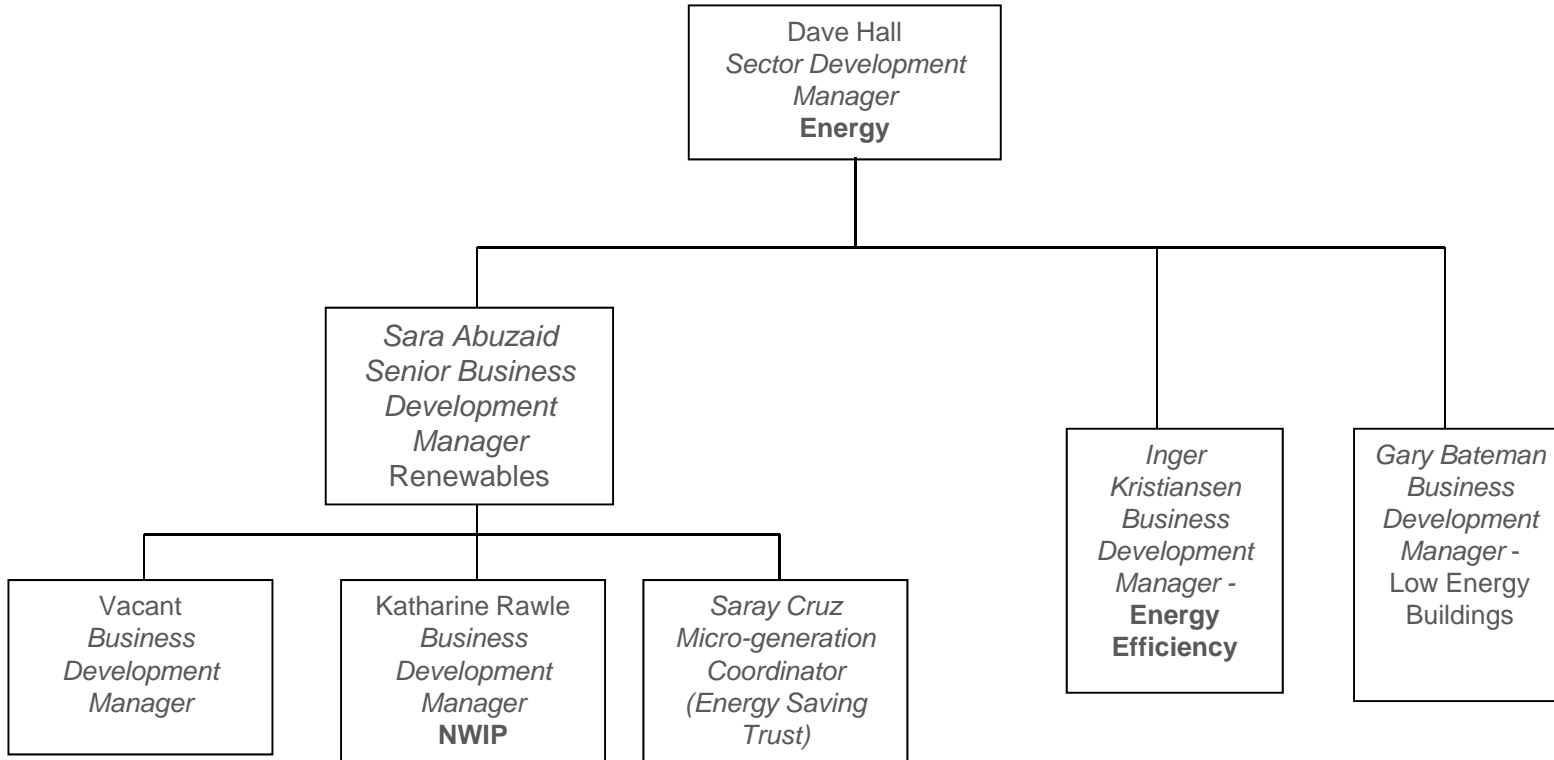 Dave Hall
Sector Development
Manager
Energy
Sara Abuzaid
Senior Business
Development
Manager
Renewables
Inger
Kristiansen
Business
Development
Manager -
Energy
Efficiency
Gary Bateman
Business
Development
Manager -
Low Energy
Buildings
Vacant
Business
Development
Manager
Katharine Rawle
Business
Development
Manager
NWIP
Saray Cruz
Micro-generation
Coordinator
(Energy Saving
Trust)